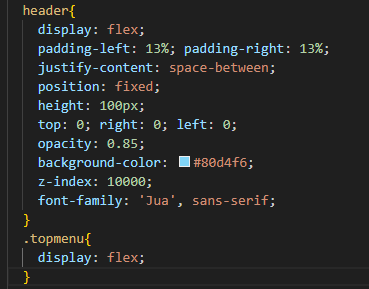 header{
display: flex;
padding-left: 13%; padding-right: 13%;
justify-content: space-between;
position: fixed;
height: 100px;
top: 0; right: 0; left: 0;
opacity: 0.85;
background-color: #80d4f6;
z-index: 10000;
font-family: 'Jua', sans-serif;
}
.topmenu{
display: flex;
}